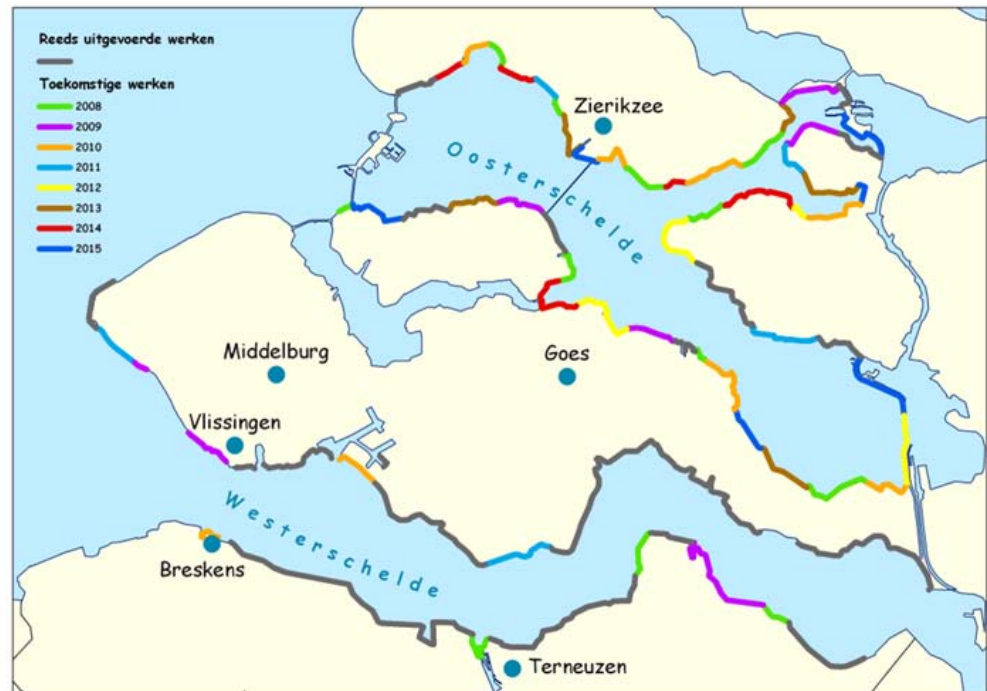 Reeds uitgevoerde werken
Toekomstige werken
2008
2009
2010
2011
2012
2013
2014
2015
Zierikzee
Oosterschelde
Middelburg
Goes
Vlissingen
Westerschelde
Breskens
Terneuzen